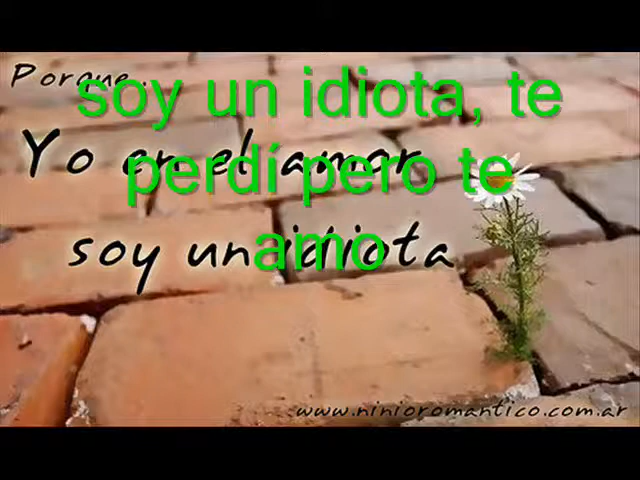 Porque..
soy un idiota, te
Yo en el amor
perdí pero te
soy un idiota
amo
www.ninioromantico.com.ar